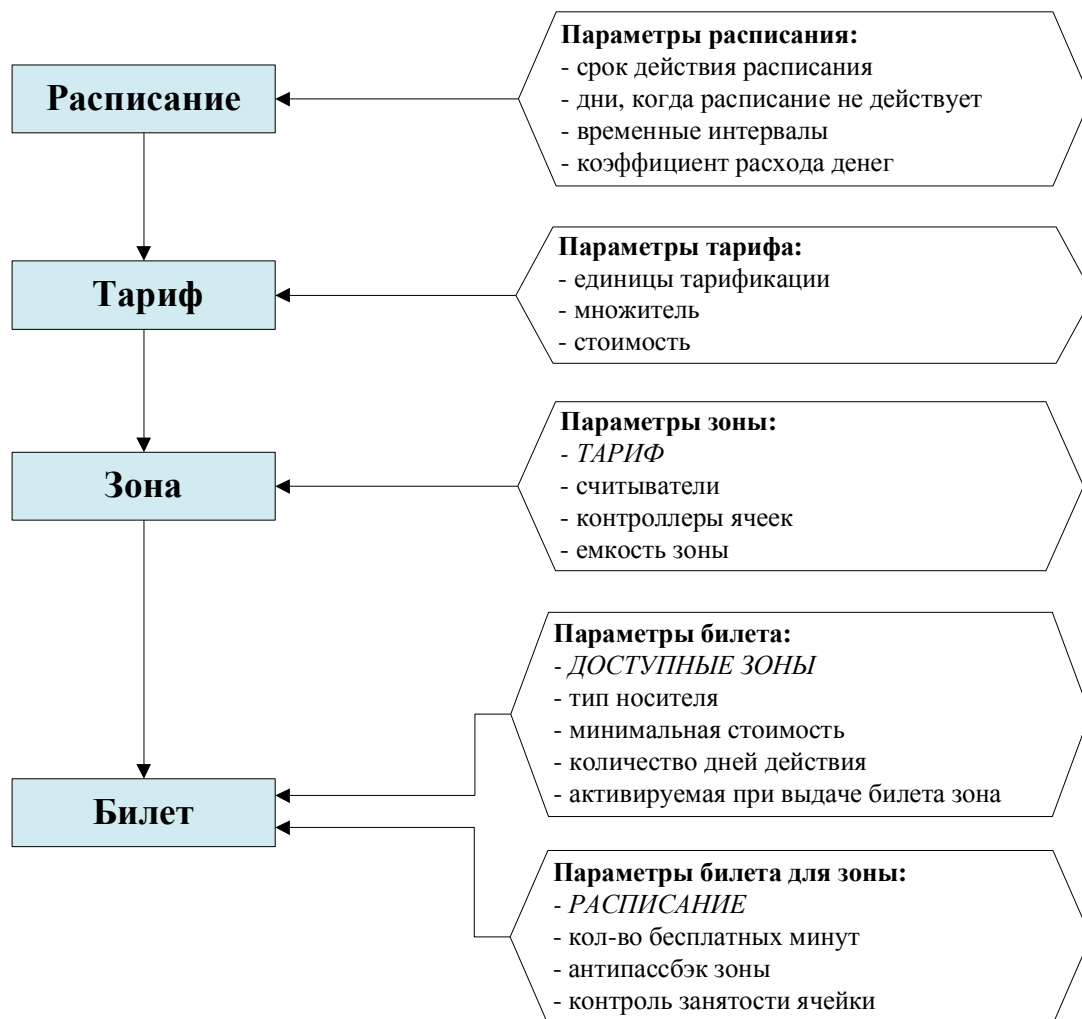 Расписание
Параметры расписания:
- срок действия расписания
- дни, когда расписание не действует
- временные интервалы
- коэффициент расхода денег
Тариф
Параметры тарифа:
- единицы тарификации
- множитель
- стоимость
Зона
Параметры зоны:
- ТАРИФ
- считыватели
- контроллеры ячеек
- емкость зоны
Билет
Параметры билета:
- ДОСТУПНЫЕ ЗОНЫ
- тип носителя
- минимальная стоимость
- количество дней действия
- активируемая при выдаче билета зона
Параметры билета для зоны:
- РАСПИСАНИЕ
- кол-во бесплатных минут
- антипассбэк зоны
- контроль занятости ячейки